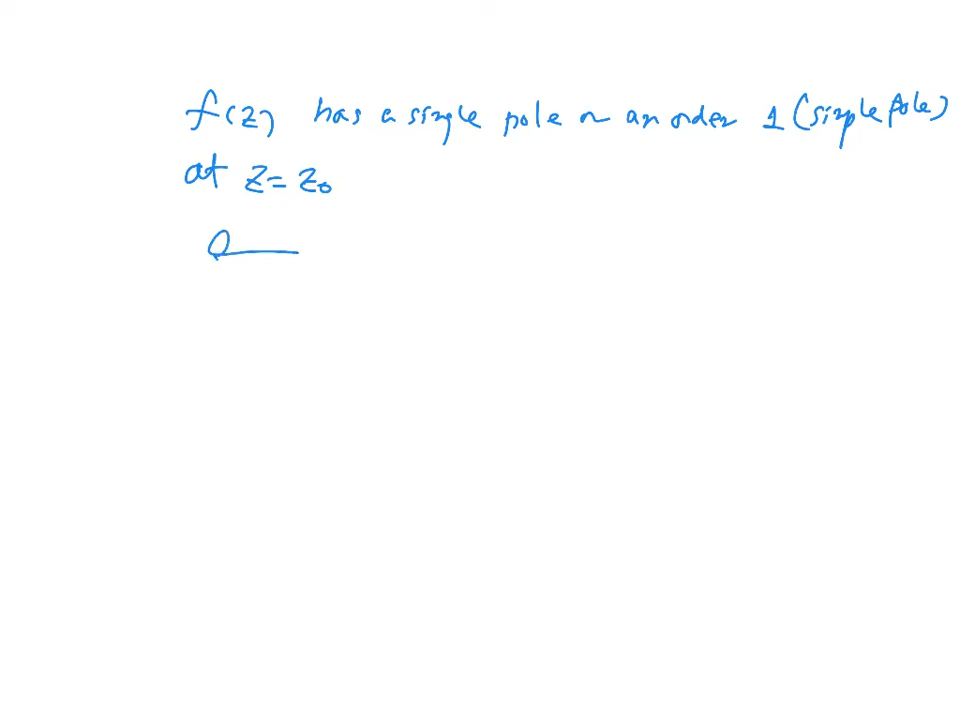 f(z) has a single pole or an order 1 (simple pole)
at z = z₀